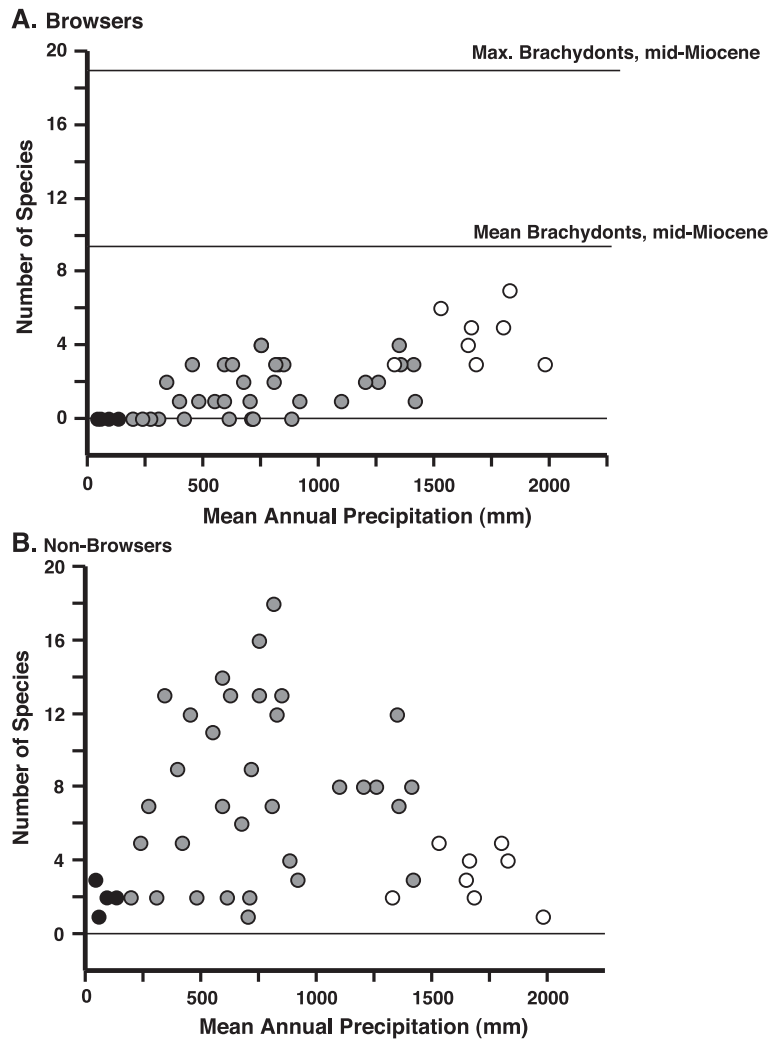 A. Browsers
20
Max. Brachydonts, mid-Miocene
16
12
Mean Brachydonts, mid-Miocene
8
4
0
Number of Species
0 500 1000 1500 2000
Mean Annual Precipitation (mm)
B. Non-Browsers
20
16
12
8
4
0
Number of Species
0 500 1000 1500 2000
Mean Annual Precipitation (mm)